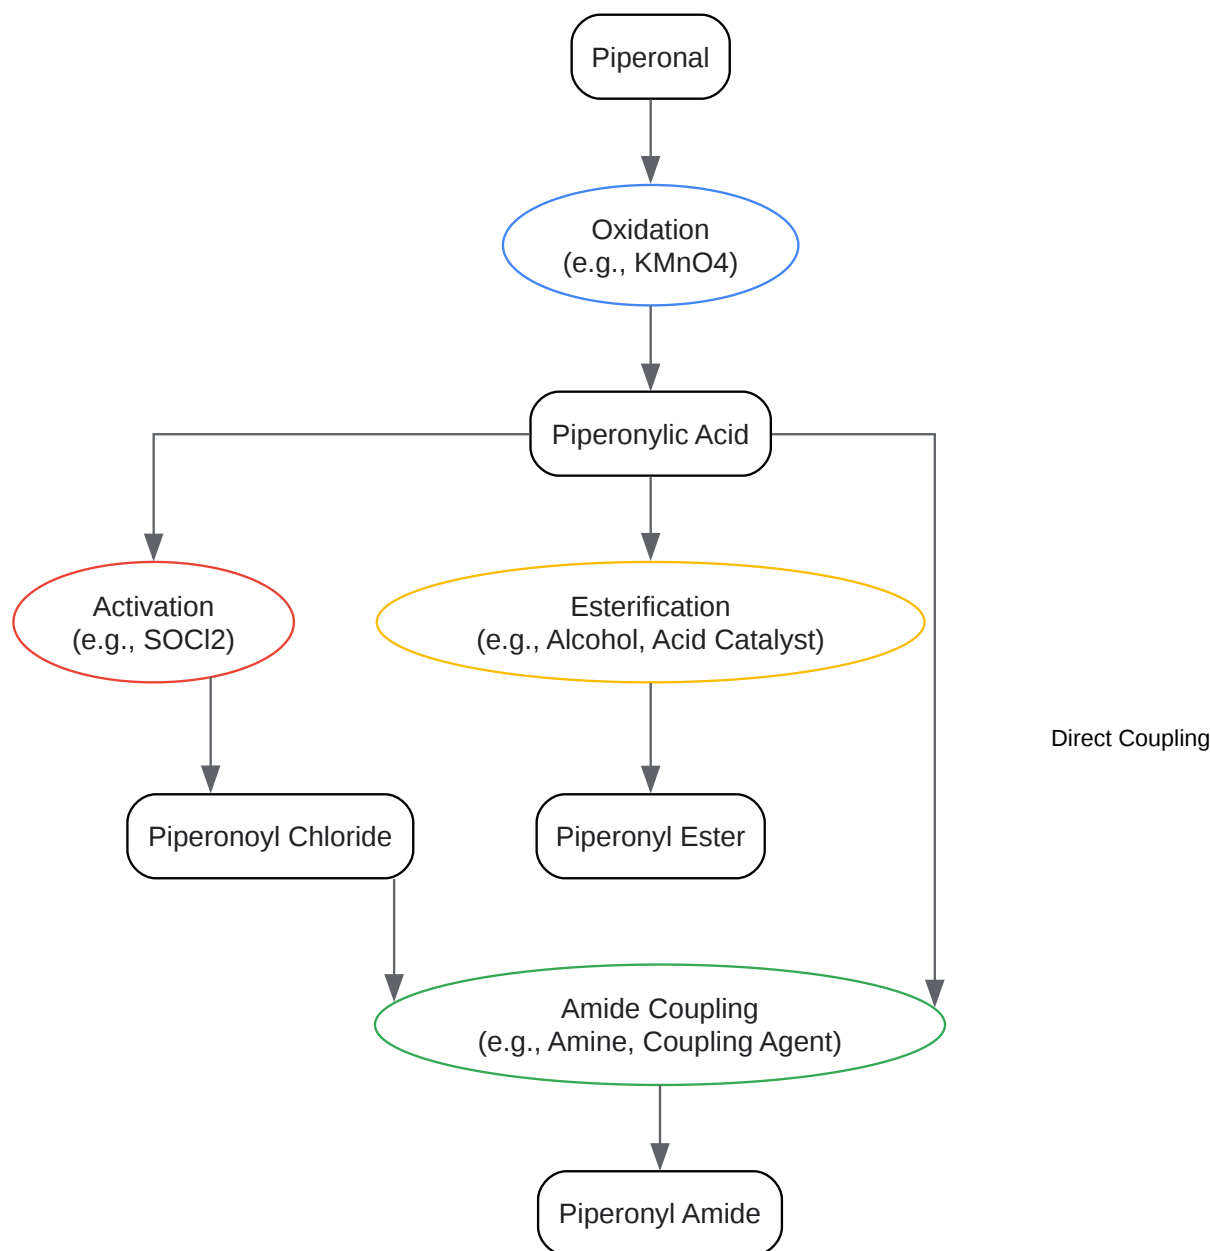 Piperonal
Oxidation
(e.g., KMnO4)
Piperonylic Acid
Activation
(e.g., SOCl2)
Esterification
(e.g., Alcohol, Acid Catalyst)
Direct Coupling
Piperonoyl Chloride
Piperonyl Ester
Amide Coupling
(e.g., Amine, Coupling Agent)
Piperonyl Amide